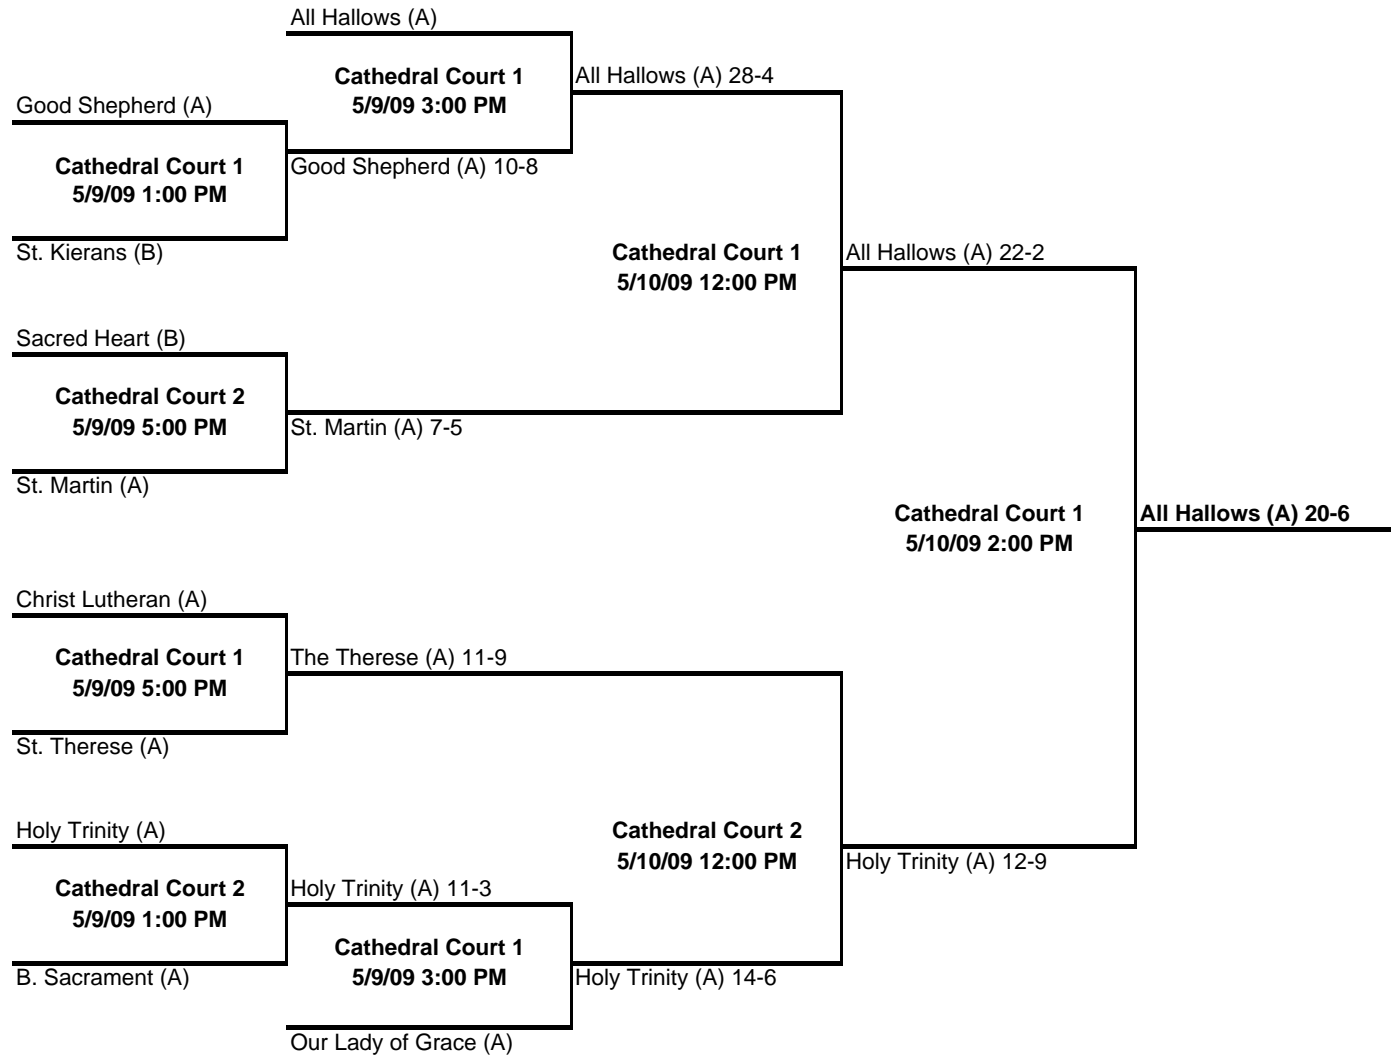 All Hallows (A)
Cathedral Court 1
5/9/09 3:00 PM
All Hallows (A) 28-4
Good Shepherd (A)
Cathedral Court 1
5/9/09 1:00 PM
Good Shepherd (A) 10-8
St. Kierans (B)
Cathedral Court 1
5/10/09 12:00 PM
All Hallows (A) 22-2
Sacred Heart (B)
Cathedral Court 2
5/9/09 5:00 PM
St. Martin (A) 7-5
St. Martin (A)
Cathedral Court 1
5/10/09 2:00 PM
All Hallows (A) 20-6
Christ Lutheran (A)
Cathedral Court 1
5/9/09 5:00 PM
The Therese (A) 11-9
St. Therese (A)
Holy Trinity (A)
Cathedral Court 2
5/10/09 12:00 PM
Holy Trinity (A) 12-9
Cathedral Court 2
5/9/09 1:00 PM
Holy Trinity (A) 11-3
Cathedral Court 1
5/9/09 3:00 PM
B. Sacrament (A)
Holy Trinity (A) 14-6
Our Lady of Grace (A)